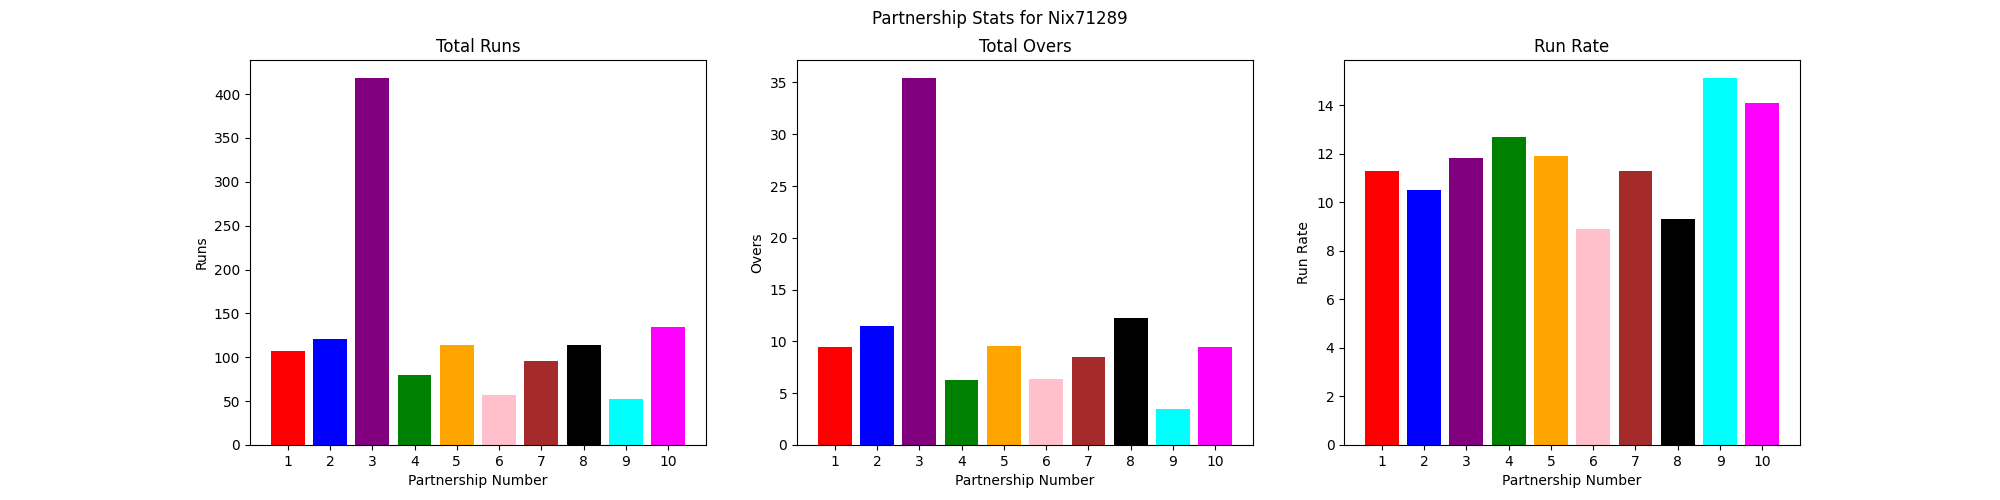 Partnership Stats for Nix71289
Total Runs
Runs
400
350
300
250
200
150
100
50
0
1 2 3 4 5 6 7 8 9 10
Partnership Number
Total Overs
Overs
35
30
25
20
15
10
5
0
1 2 3 4 5 6 7 8 9 10
Partnership Number
Run Rate
Run Rate
14
12
10
8
6
4
2
0
1 2 3 4 5 6 7 8 9 10
Partnership Number